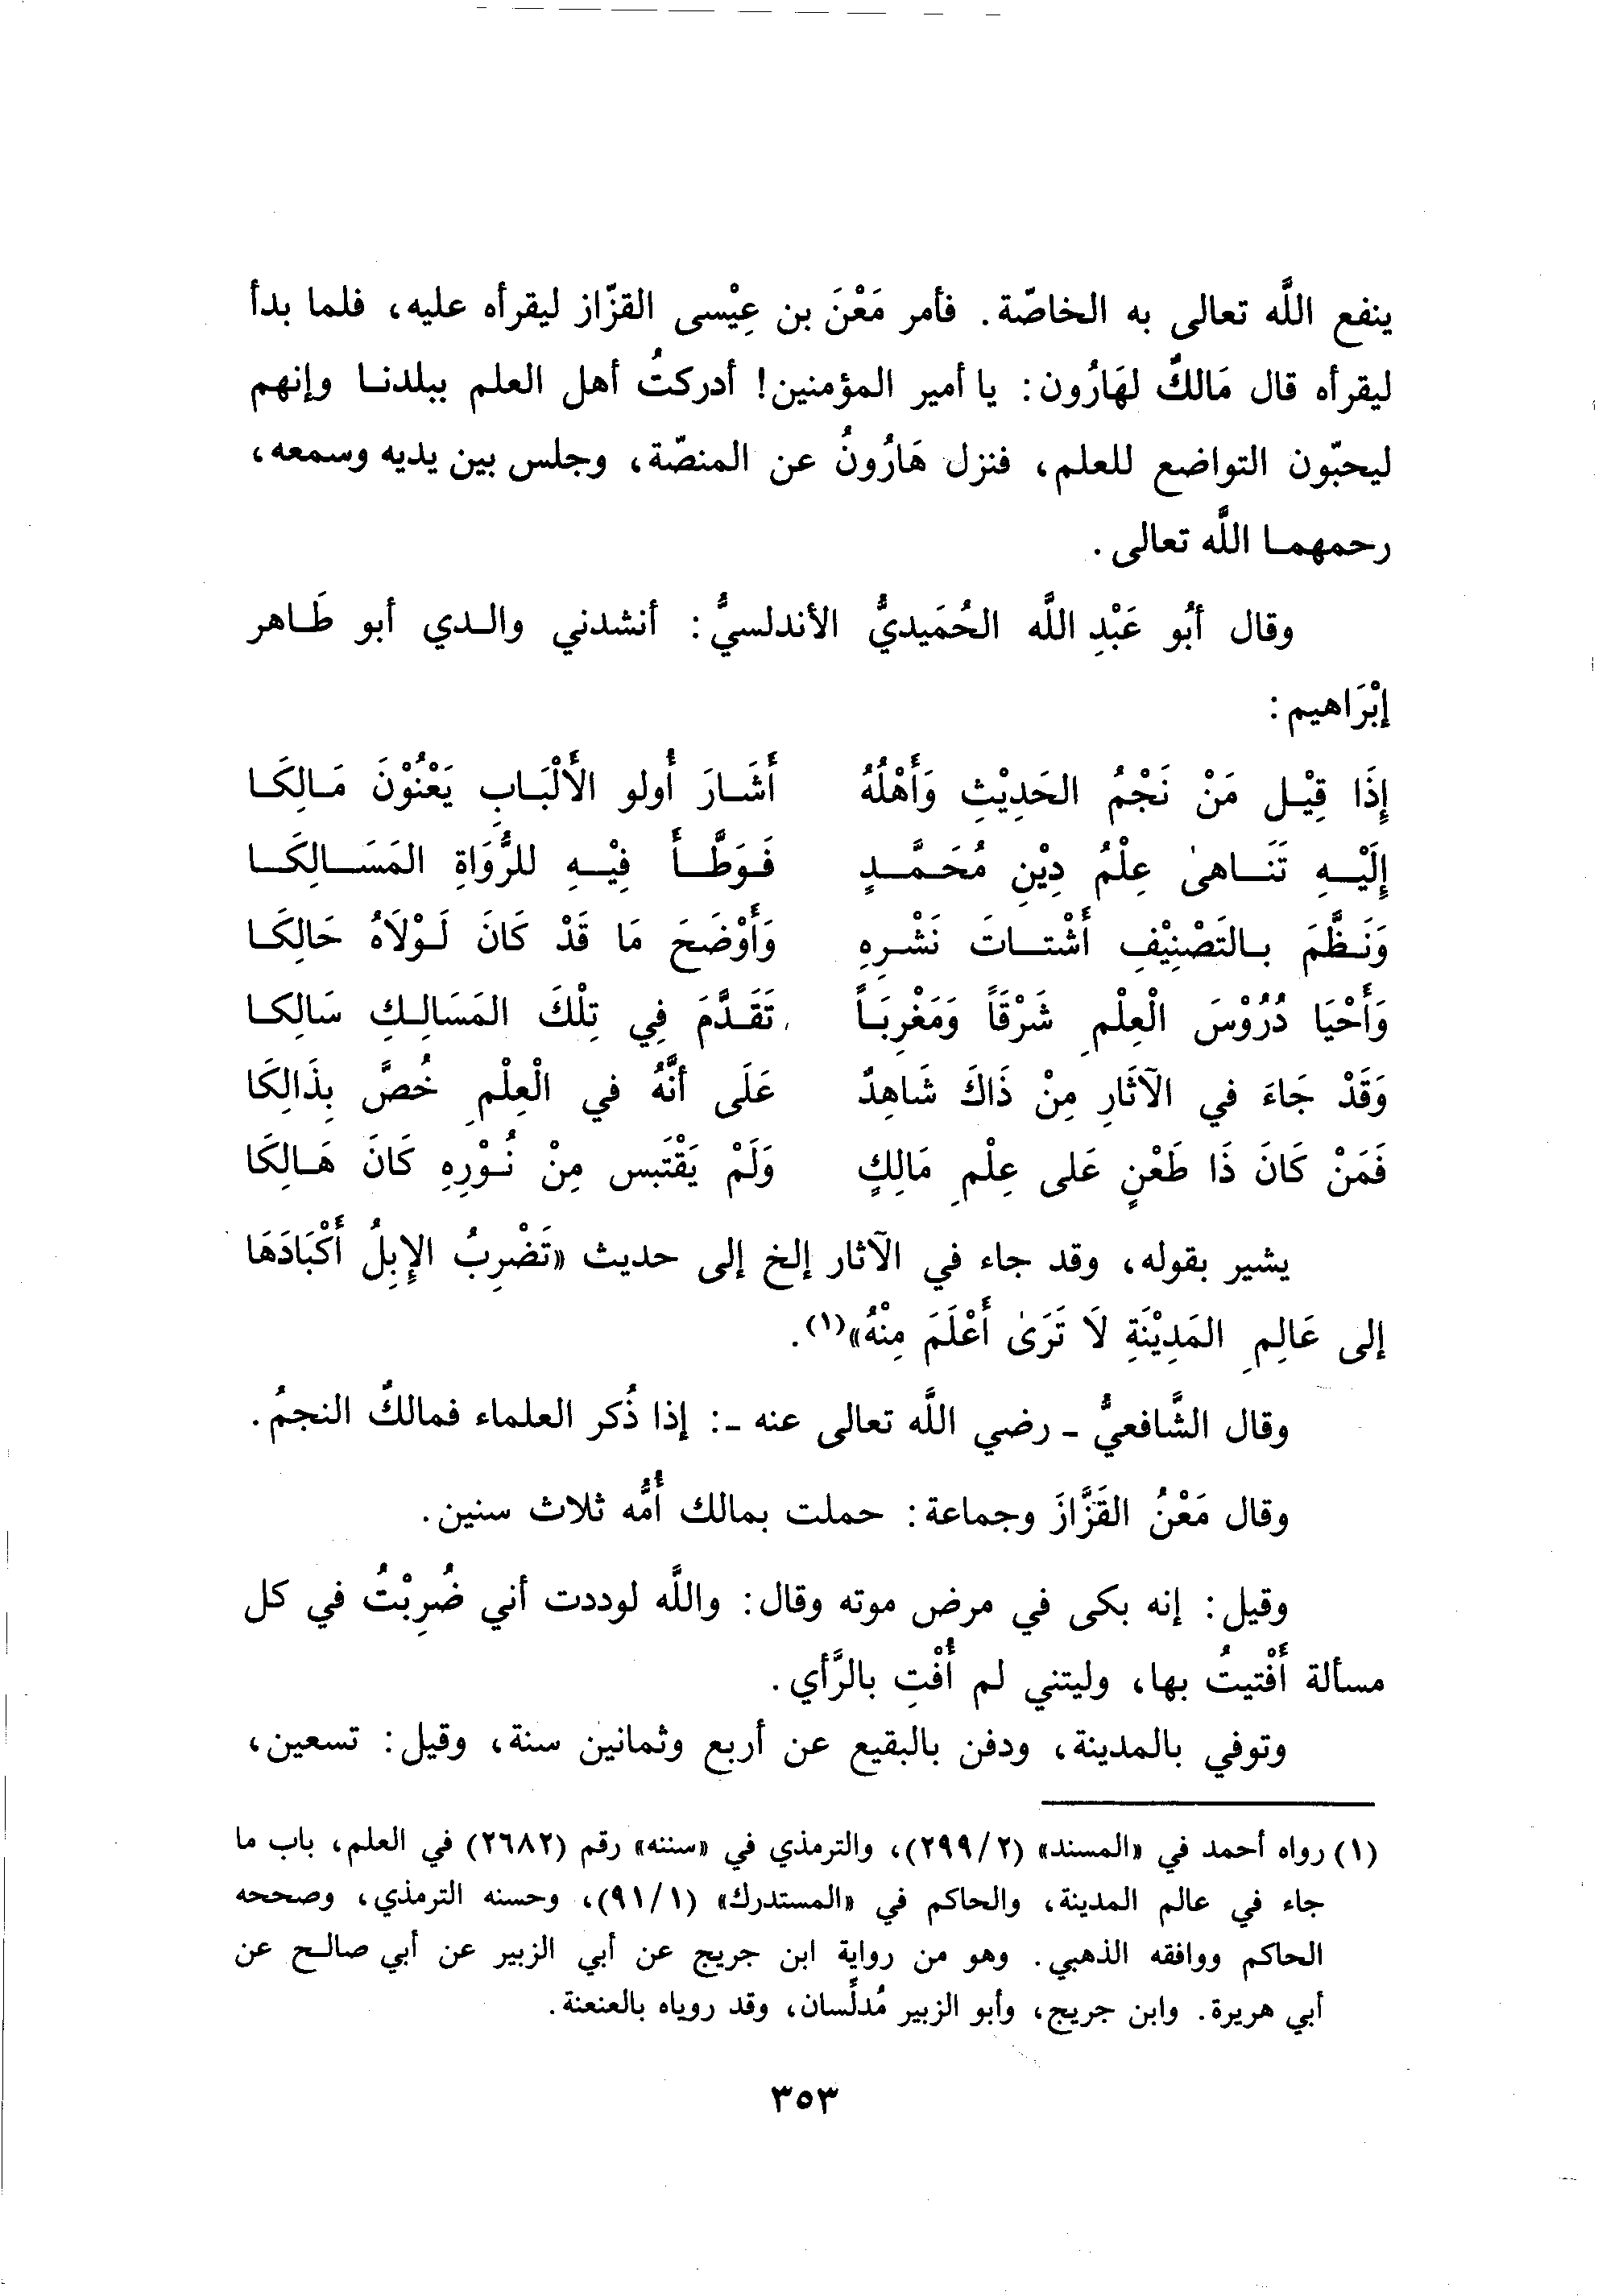 ينفع اللَّه تعالى به الخاصّة. فأمر مَعْنَ بن عِيْسى القزّاز ليقرأه عليه، فلما بدأ
ليقرأه قال مَالكٌ لهَارُون: يا أمير المؤمنين! أدركتُ أهل العلم ببلدنا وإنهم
ليحبّون التواضع للعلم، فنزل هَارُونُ عن المنصّة، وجلس بين يديه وسمعه،
رحمهما اللَّه تعالى.
وقال أبُو عَبْدِ اللَّه الحُمَيديُّ الأندلسيُّ: أنشدني والدي أبو طَاهر
إبْرَاهيم:
إِذَا قِيْل مَنْ نَجْمُ الحَدِيْثِ وَأَهْلُهُ أَشَارَ أُولو الأَلْبَابِ يَعْنُوْنَ مَالِكَا
إِلَيْهِ تَنَاهىٰ عِلْمُ دِيْنِ مُحَمَّدٍ فَوَطَّأَ فِيْهِ للرُّوَاةِ المَسَالِكَا
وَنَظَّمَ بالتَصْنِيْفِ أَشْتاتَ نَشْرِهِ وَأَوْضَحَ مَا قَدْ كَانَ لَوْلاَهُ حَالِكَا
وَأَحْيَا دُرُوْسَ الْعِلْمِ شَرْقَاً وَمَغْرِبَاً تَقَدَّمَ فِي تِلْكَ المَسَالِكِ سَالِكا
وَقَدْ جَاءَ في الآثَارِ مِنْ ذَاكَ شَاهِدٌ عَلَى أنَّهُ في الْعِلْمِ خُصَّ بِذَالِكَا
فَمَنْ كَانَ ذَا طَعْنٍ عَلى عِلْمِ مَالِكٍ وَلَمْ يَقْتَبس مِنْ نُوْرِهِ كَانَ هَالِكَا
يشير بقوله، وقد جاء في الآثار إلخ إلى حديث «تَضْرِبُ الإِبِلُ أَكْبَادَهَا
إلى عَالِمِ المَدِيْنَةِ لاَ تَرَىٰ أَعْلَمَ مِنْهُ»(١).
وقال الشَّافعيُّ - رضي اللَّه تعالى عنه -: إذا ذُكر العلماء فمالكٌ النجمُ.
وقال مَعْنُ القَزَّازَ وجماعة: حملت بمالك أُمُّه ثلاث سنين.
وقيل: إنه بكى في مرض موته وقال: واللَّه لوددت أني ضُرِبْتُ في كل
مسألة أَفْتيتُ بها، وليتني لم أُفْتِ بالرَّأي.
وتوفي بالمدينة، ودفن بالبقيع عن أربع وثمانين سنة، وقيل: تسعين،
(١) رواه أحمد في «المسند» (٢٩٩/٢)، والترمذي في «سننه» رقم (٢٦٨٢) في العلم، باب ما
جاء في عالم المدينة، والحاكم في «المستدرك» (٩١/١)، وحسنه الترمذي، وصححه
الحاكم ووافقه الذهبي. وهو من رواية ابن جريج عن أبي الزبير عن أبي صالح عن
أبي هريرة. وابن جريج، وأبو الزبير مُدلِّسان، وقد روياه بالعنعنة.
٣٥٣